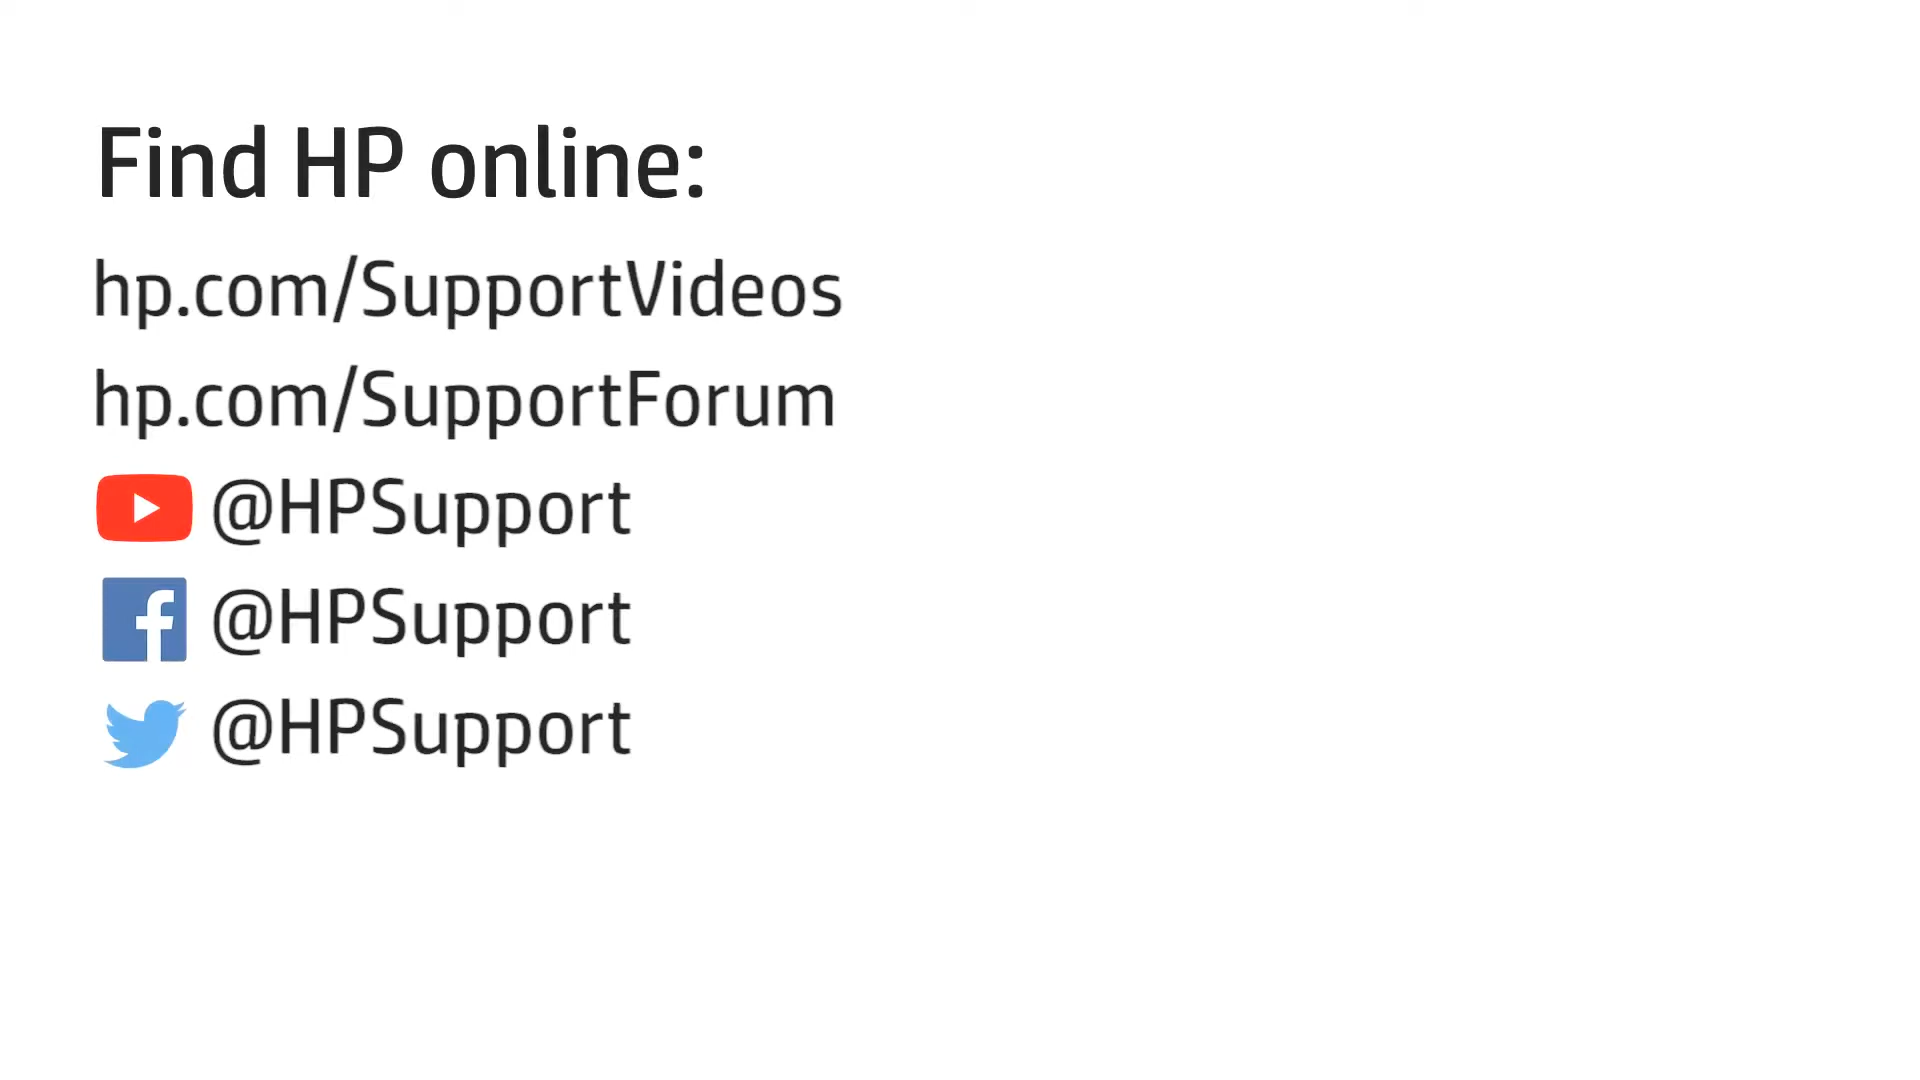 Find HP online:
hp.com/SupportVideos
hp.com/SupportForum
@HPSupport
@HPSupport
@HPSupport